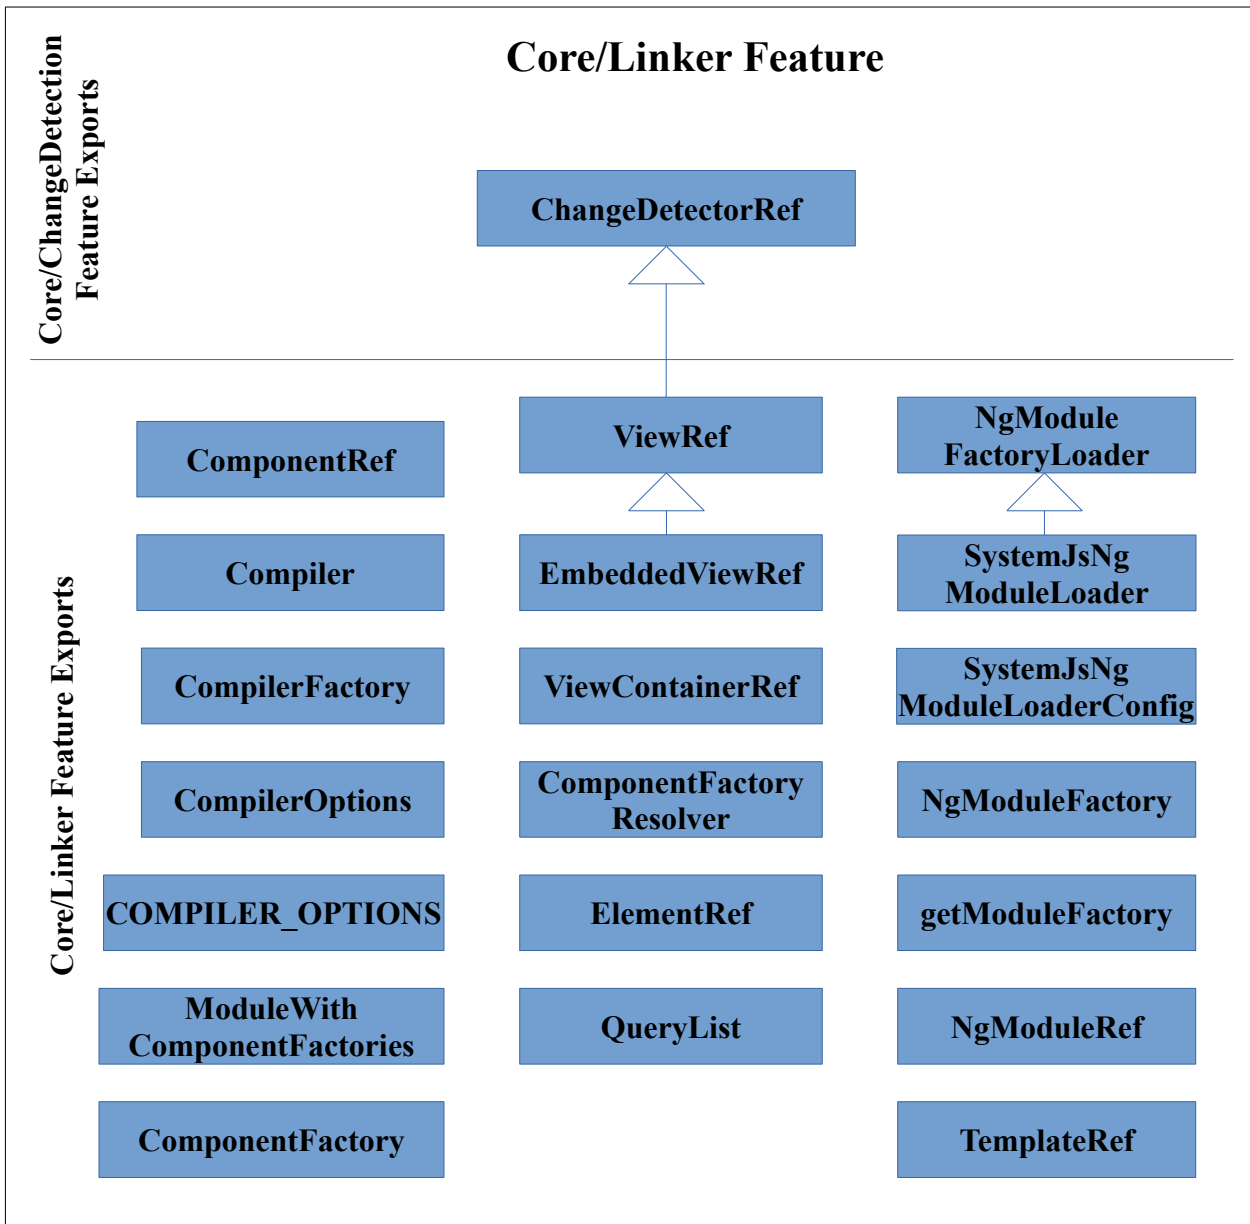 Core/Linker Feature
Core/ChangeDetection
Feature Exports
ChangeDetectorRef
Core/Linker Feature Exports
ComponentRef
Compiler
CompilerFactory
CompilerOptions
COMPILER_OPTIONS
ModuleWith
ComponentFactories
ComponentFactory
ViewRef
EmbeddedViewRef
ViewContainerRef
ComponentFactory
Resolver
ElementRef
QueryList
NgModule
FactoryLoader
SystemJsNg
ModuleLoader
SystemJsNg
ModuleLoaderConfig
NgModuleFactory
getModuleFactory
NgModuleRef
TemplateRef